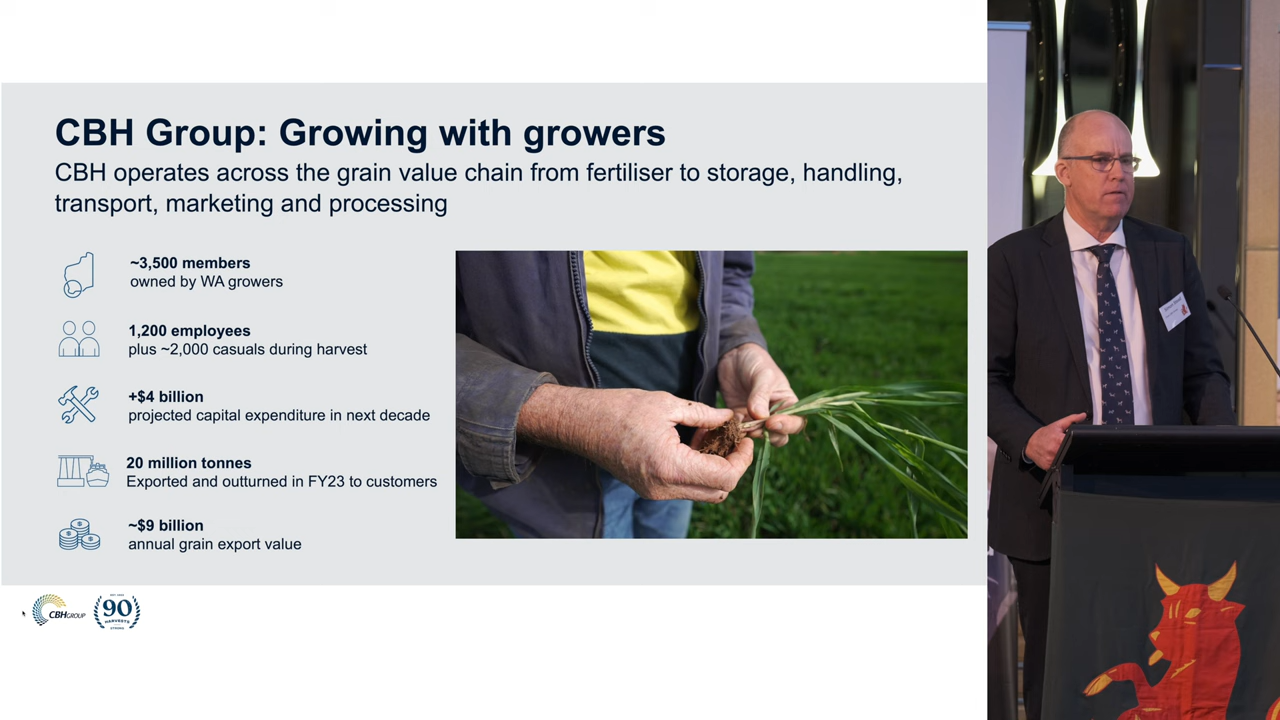 CBH Group: Growing with growers
CBH operates across the grain value chain from fertiliser to storage, handling,
transport, marketing and processing
~3,500 members
owned by WA growers
1,200 employees
plus ~2,000 casuals during harvest
+$4 billion
projected capital expenditure in next decade
20 million tonnes
Exported and outturned in FY23 to customers
~$9 billion
annual grain export value
CBH GROUP
90
HARVESTS
STRONG